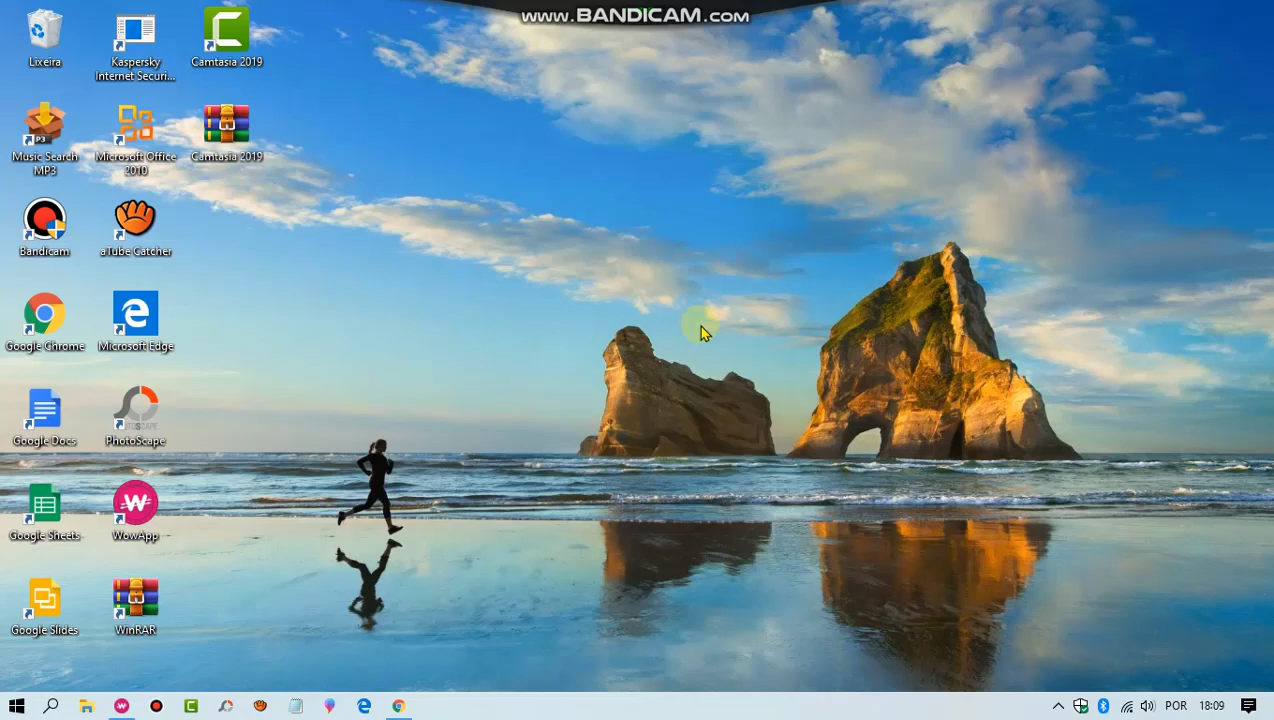 www.BANDICAM.com
Lixeira
Kaspersky
Internet Securi...
Camtasia 2019
Music Search
MP3
Microsoft Office
2010
Camtasia 2019
Bandicam
aTube Catcher
Google Chrome
Microsoft Edge
Google Docs
PhotoScape
Google Sheets
WowApp
Google Slides
WinRAR
POR
18:09